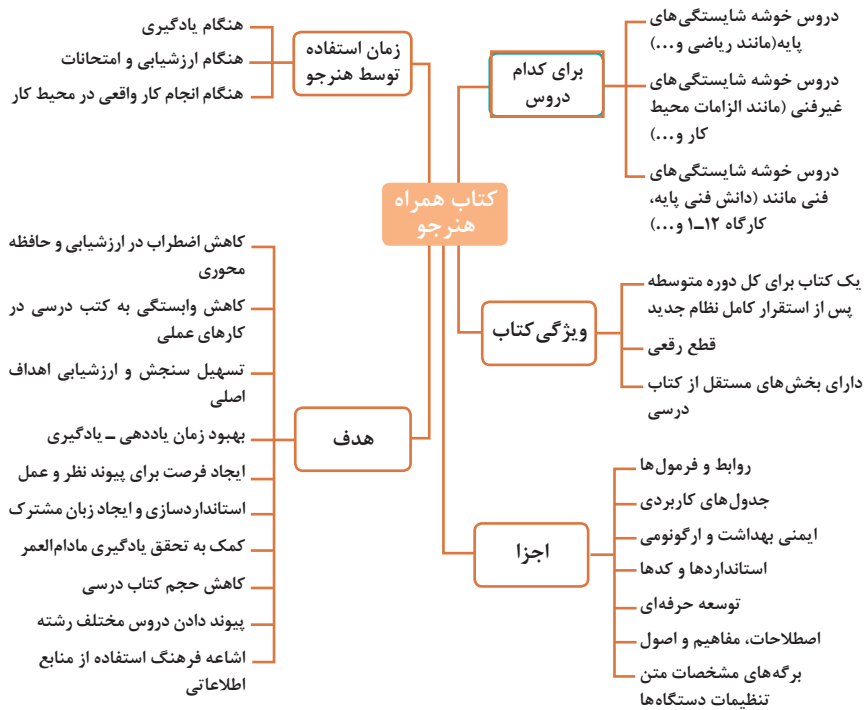 کتاب همراه
هنرجو
برای کدام
دروس
دروس خوشه شایستگی‌های
پایه(مانند ریاضی و...)
دروس خوشه شایستگی‌های
غیرفنی (مانند الزامات محیط
کار و...)
دروس خوشه شایستگی‌های
فنی مانند (دانش فنی پایه،
کارگاه ۱۲ـ۱ و...)
ویژگی کتاب
یک کتاب برای کل دوره متوسطه
پس از استقرار کامل نظام جدید
قطع رقعی
دارای بخش‌های مستقل از کتاب
درسی
اجزا
روابط و فرمول‌ها
جدول‌های کاربردی
ایمنی بهداشت و ارگونومی
استانداردها و کدها
توسعه حرفه‌ای
اصطلاحات، مفاهیم و اصول
برگه‌های مشخصات متن
تنظیمات دستگاه‌ها
زمان استفاده
توسط هنرجو
هنگام یادگیری
هنگام ارزشیابی و امتحانات
هنگام انجام کار واقعی در محیط کار
هدف
کاهش اضطراب در ارزشیابی و حافظه
محوری
کاهش وابستگی به کتب درسی در
کارهای عملی
تسهیل سنجش و ارزشیابی اهداف
اصلی
بهبود زمان یاددهی ـ یادگیری
ایجاد فرصت برای پیوند نظر و عمل
استانداردسازی و ایجاد زبان مشترک
کمک به تحقق یادگیری مادام‌العمر
کاهش حجم کتاب درسی
پیوند دادن دروس مختلف رشته
اشاعه فرهنگ استفاده از منابع
اطلاعاتی